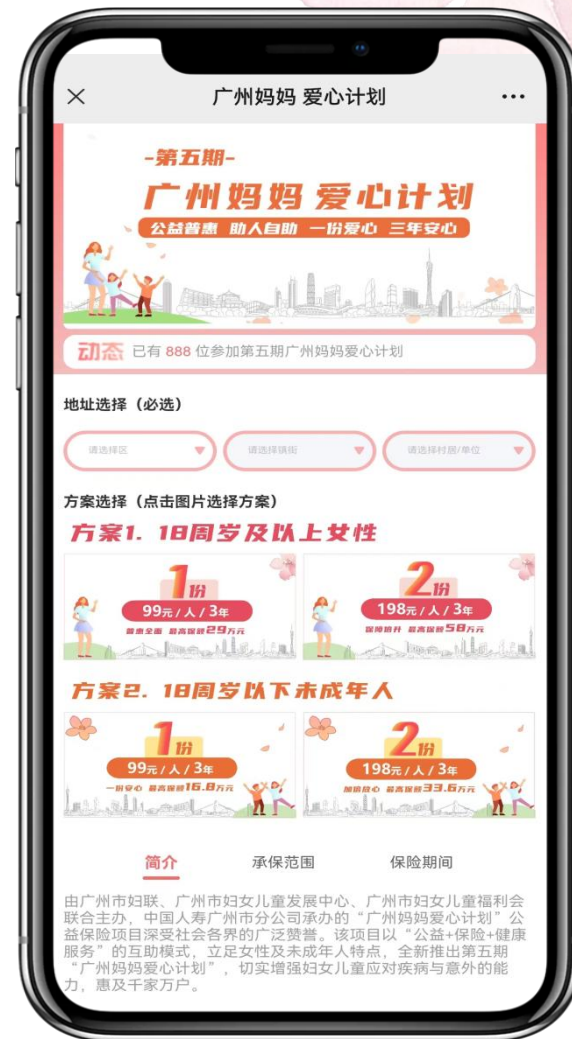 广州妈妈 爱心计划
-第五期-
广州妈妈 爱心计划
公益普惠 助人自助 一份爱心 三年安心
动态 已有 888 位参加第五期广州妈妈爱心计划
地址选择（必选）
请选择区 请选择镇街 请选择村居/单位
方案选择（点击图片选择方案）
方案1. 18周岁及以上女性
1份
99元/人/3年
普惠全面 最高保额29万元
2份
198元/人/3年
保障倍升 最高保额58万元
方案2. 18周岁以下未成年人
1份
99元/人/3年
一份安心 最高保额16.8万元
2份
198元/人/3年
加倍放心 最高保额33.6万元
简介 承保范围 保险期间
由广州市妇联、广州市妇女儿童发展中心、广州市妇女儿童福利会
联合主办，中国人寿广州市分公司承办的“广州妈妈爱心计划”公
益保险项目深受社会各界的广泛赞誉。该项目以“公益+保险+健康
服务”的互助模式，立足女性及未成年人特点，全新推出第五期
“广州妈妈爱心计划”，切实增强妇女儿童应对疾病与意外的能
力，惠及千家万户。